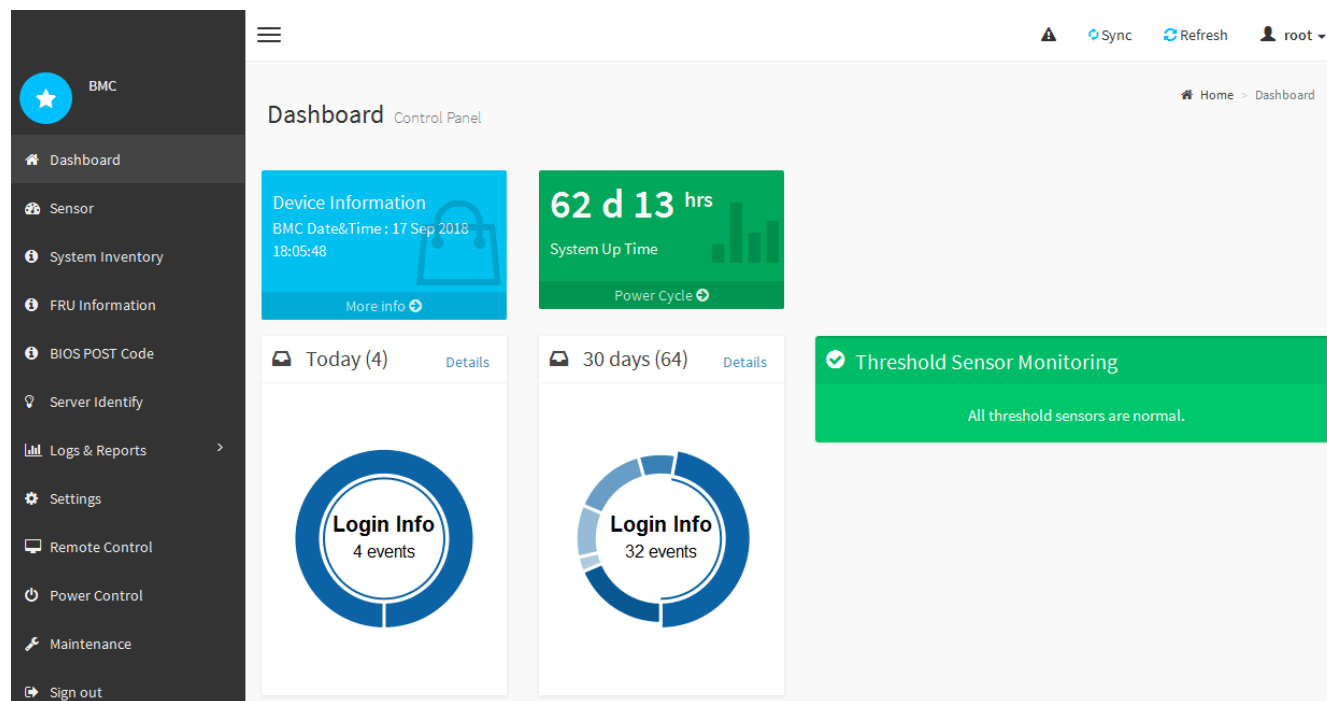 Sync Refresh root
BMC
Home > Dashboard
Dashboard Control Panel
Dashboard
Sensor
System Inventory
FRU Information
BIOS POST Code
Server Identify
Logs & Reports >
Settings
Remote Control
Power Control
Maintenance
Sign out
Device Information
BMC Date&Time : 17 Sep 2018
18:05:48
More info
62 d 13 hrs
System Up Time
Power Cycle
Today (4) Details
Login Info
4 events
30 days (64) Details
Login Info
32 events
Threshold Sensor Monitoring
All threshold sensors are normal.